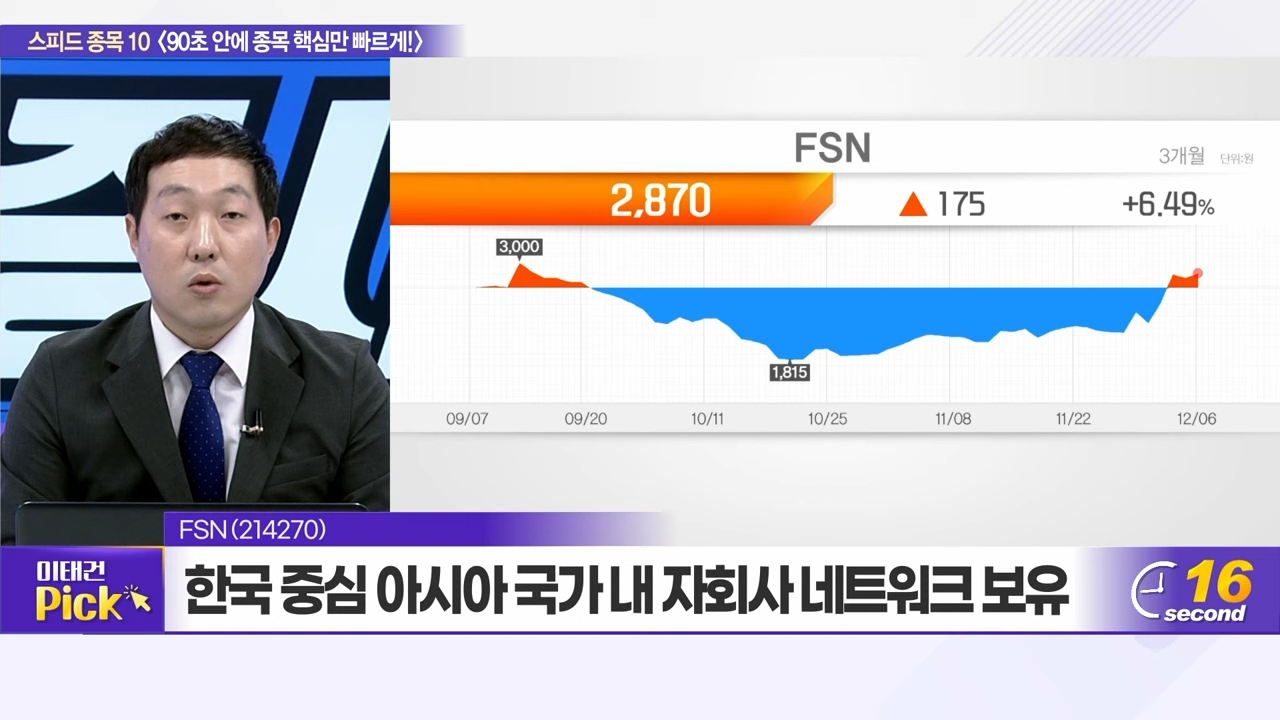 스피드 종목 10 〈90초 안에 종목 핵심만 빠르게!〉
FSN
3개월 단위:원
2,870 ▲ 175 +6.49%
3,000
1,815
09/07 09/20 10/11 10/25 11/08 11/22 12/06
FSN(214270)
이태건
Pick
한국 중심 아시아 국가 내 자회사 네트워크 보유
16
second